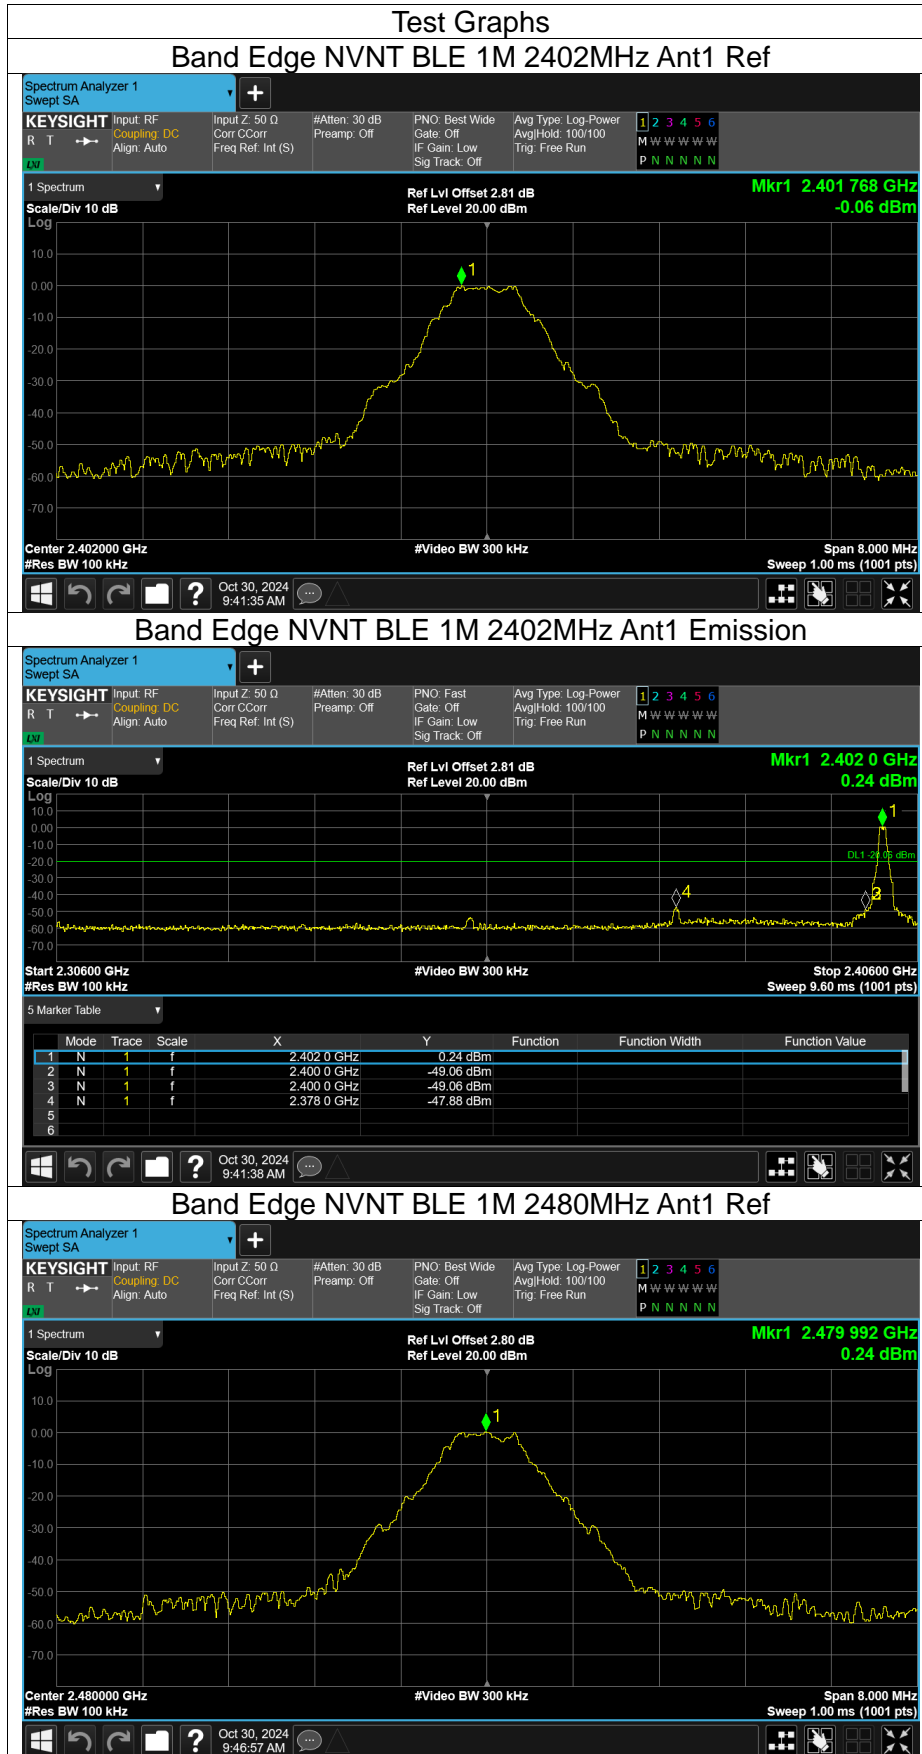 Test Graphs
Band Edge NVNT BLE 1M 2402MHz Ant1 Ref
Spectrum Analyzer 1
Swept SA
+
KEYSIGHT Input: RF Input Z: 50 Ω #Atten: 30 dB PNO: Best Wide Avg Type: Log-Power 1 2 3 4 5 6
R T Coupling: DC Corr CCorr Preamp: Off Gate: Off Avg|Hold: 100/100 M W W W W W
Align: Auto Freq Ref: Int (S) IF Gain: Low Trig: Free Run
LXI Sig Track: Off P N N N N N
1 Spectrum Ref Lvl Offset 2.81 dB Mkr1 2.401 768 GHz
Scale/Div 10 dB Ref Level 20.00 dBm -0.06 dBm
Log
10.0
1
0.00
-10.0
-20.0
-30.0
-40.0
-50.0
-60.0
-70.0
Center 2.402000 GHz #Video BW 300 kHz Span 8.000 MHz
#Res BW 100 kHz Sweep 1.00 ms (1001 pts)
? Oct 30, 2024
9:41:35 AM
Band Edge NVNT BLE 1M 2402MHz Ant1 Emission
Spectrum Analyzer 1
Swept SA
+
KEYSIGHT Input: RF Input Z: 50 Ω #Atten: 30 dB PNO: Fast Avg Type: Log-Power 1 2 3 4 5 6
R T Coupling: DC Corr CCorr Preamp: Off Gate: Off Avg|Hold: 100/100 M W W W W W
Align: Auto Freq Ref: Int (S) IF Gain: Low Trig: Free Run
LXI Sig Track: Off P N N N N N
1 Spectrum Ref Lvl Offset 2.81 dB Mkr1 2.402 0 GHz
Scale/Div 10 dB Ref Level 20.00 dBm 0.24 dBm
Log
10.0 1
0.00
-10.0 DL1 -20.06 dBm
-20.0
-30.0
-40.0 4
-50.0
-60.0
-70.0
Start 2.30600 GHz #Video BW 300 kHz Stop 2.40600 GHz
#Res BW 100 kHz Sweep 9.60 ms (1001 pts)
5 Marker Table
Mode Trace Scale X Y Function Function Width Function Value
1 N 1 f 2.402 0 GHz 0.24 dBm
2 N 1 f 2.400 0 GHz -49.06 dBm
3 N 1 f 2.400 0 GHz -49.06 dBm
4 N 1 f 2.378 0 GHz -47.88 dBm
5
6
? Oct 30, 2024
9:41:38 AM
Band Edge NVNT BLE 1M 2480MHz Ant1 Ref
Spectrum Analyzer 1
Swept SA
+
KEYSIGHT Input: RF Input Z: 50 Ω #Atten: 30 dB PNO: Best Wide Avg Type: Log-Power 1 2 3 4 5 6
R T Coupling: DC Corr CCorr Preamp: Off Gate: Off Avg|Hold: 100/100 M W W W W W
Align: Auto Freq Ref: Int (S) IF Gain: Low Trig: Free Run
LXI Sig Track: Off P N N N N N
1 Spectrum Ref Lvl Offset 2.80 dB Mkr1 2.479 992 GHz
Scale/Div 10 dB Ref Level 20.00 dBm 0.24 dBm
Log
10.0
1
0.00
-10.0
-20.0
-30.0
-40.0
-50.0
-60.0
-70.0
Center 2.480000 GHz #Video BW 300 kHz Span 8.000 MHz
#Res BW 100 kHz Sweep 1.00 ms (1001 pts)
? Oct 30, 2024
9:46:57 AM